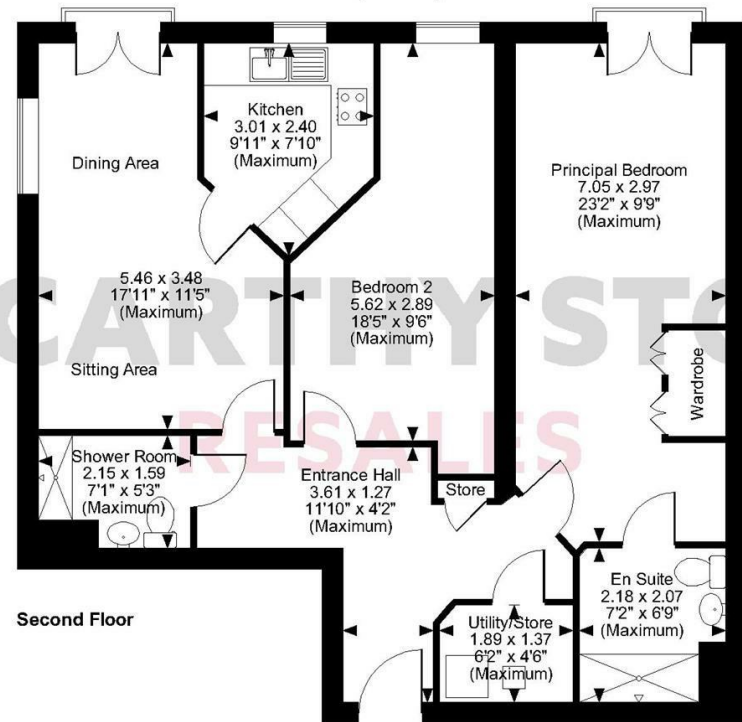 Kitchen
3.01 x 2.40
9'11" x 7'10"
(Maximum)
Dining Area
Principal Bedroom
7.05 x 2.97
23'2" x 9'9"
(Maximum)
5.46 x 3.48
17'11" x 11'5"
(Maximum)
Bedroom 2
5.62 x 2.89
18'5" x 9'6"
(Maximum)
CARTHY STO
Sitting Area
Wardrobe
RESALES
Shower Room
2.15 x 1.59
7'1" x 5'3"
(Maximum)
Entrance Hall
3.61 x 1.27
11'10" x 4'2"
(Maximum)
Store
En Suite
2.18 x 2.07
7'2" x 6'9"
(Maximum)
Second Floor
Utility/Store
1.89 x 1.37
6'2" x 4'6"
(Maximum)